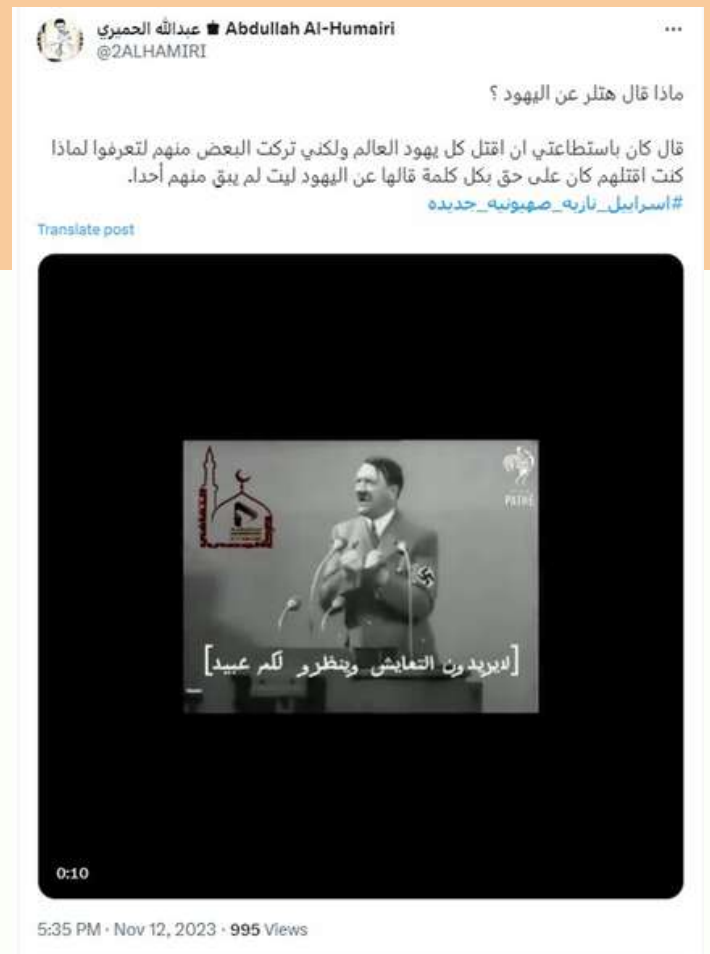 عبدالله الحميري Abdullah Al-Humairi
@2ALHAMIRI
ماذا قال هتلر عن اليهود ؟
قال كان باستطاعتي ان اقتل كل يهود العالم ولكني تركت البعض منهم لتعرفوا لماذا
كنت اقتلهم كان على حق بكل كلمة قالها عن اليهود ليت لم يبق منهم أحدا.
#اسرابيل_نازيه_صهيونيه_جديده
Translate post
PATHÉ
[لايريدون التعايش وينظرو لكم عبيد]
0:10
5:35 PM · Nov 12, 2023 · 995 Views